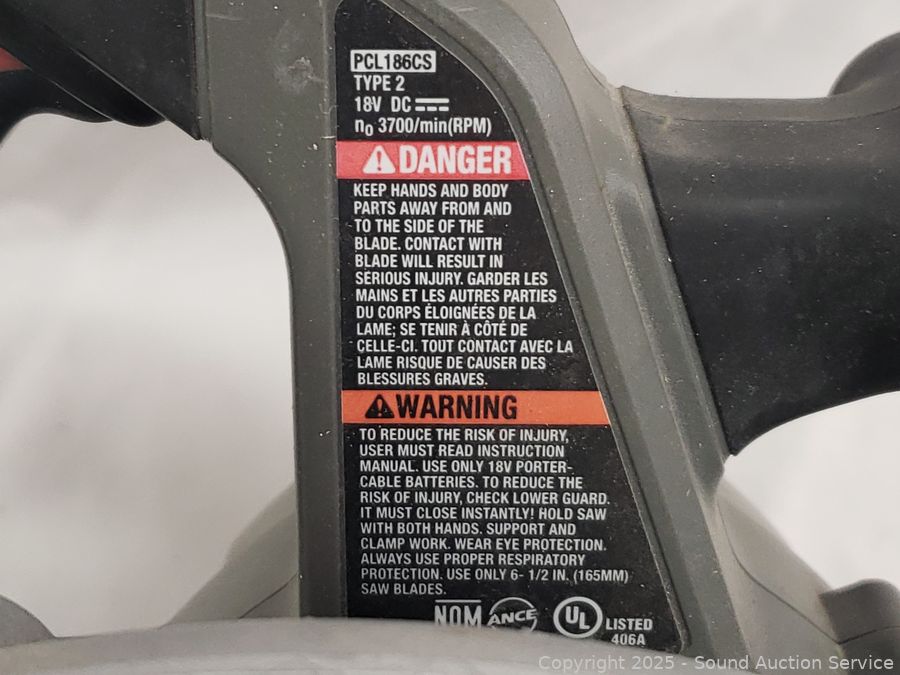 PCL186CS
TYPE 2
18V DC
n0 3700/min(RPM)
DANGER
KEEP HANDS AND BODY
PARTS AWAY FROM AND
TO THE SIDE OF THE
BLADE. CONTACT WITH
BLADE WILL RESULT IN
SERIOUS INJURY. GARDER LES
MAINS ET LES AUTRES PARTIES
DU CORPS ÉLOIGNÉES DE LA
LAME; SE TENIR À CÔTÉ DE
CELLE-CI. TOUT CONTACT AVEC LA
LAME RISQUE DE CAUSER DES
BLESSURES GRAVES.
WARNING
TO REDUCE THE RISK OF INJURY,
USER MUST READ INSTRUCTION
MANUAL. USE ONLY 18V PORTER-
CABLE BATTERIES. TO REDUCE THE
RISK OF INJURY, CHECK LOWER GUARD.
IT MUST CLOSE INSTANTLY! HOLD SAW
WITH BOTH HANDS. SUPPORT AND
CLAMP WORK. WEAR EYE PROTECTION.
ALWAYS USE PROPER RESPIRATORY
PROTECTION. USE ONLY 6- 1/2 IN. (165MM)
SAW BLADES.
NOM ANCE UL LISTED
406A
Copyright © 2025 - Sound Auction Service